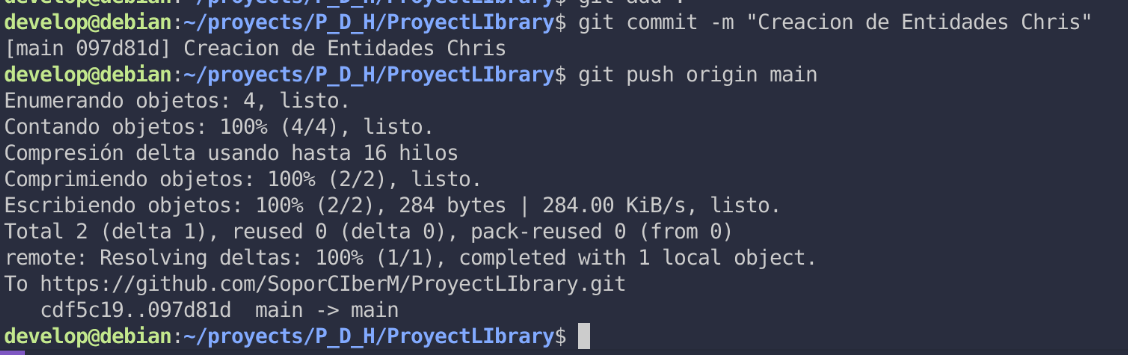 git add .
develop@debian:~/proyects/P_D_H/ProyectLIbrary$ git commit -m "Creacion de Entidades Chris"
[main 097d81d] Creacion de Entidades Chris
develop@debian:~/proyects/P_D_H/ProyectLIbrary$ git push origin main
Enumerando objetos: 4, listo.
Contando objetos: 100% (4/4), listo.
Compresión delta usando hasta 16 hilos
Comprimiendo objetos: 100% (2/2), listo.
Escribiendo objetos: 100% (2/2), 284 bytes | 284.00 KiB/s, listo.
Total 2 (delta 1), reused 0 (delta 0), pack-reused 0 (from 0)
remote: Resolving deltas: 100% (1/1), completed with 1 local object.
To https://github.com/SoporCIberM/ProyectLIbrary.git
   cdf5c19..097d81d  main -> main
develop@debian:~/proyects/P_D_H/ProyectLIbrary$